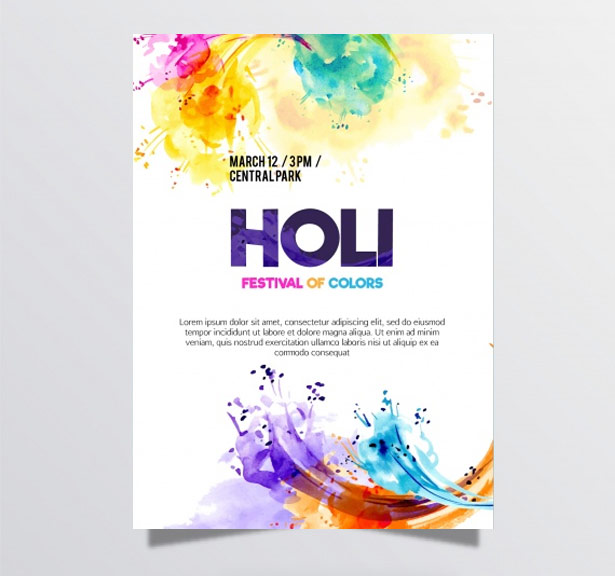 MARCH 12 / 3PM /
CENTRAL PARK
HOLI
FESTIVAL OF COLORS
Lorem ipsum dolor sit amet, consectetur adipiscing elit, sed do eiusmod
tempor incididunt ut labore et dolore magna aliqua. Ut enim ad minim
veniam, quis nostrud exercitation ullamco laboris nisi ut aliquip ex ea
commodo consequat